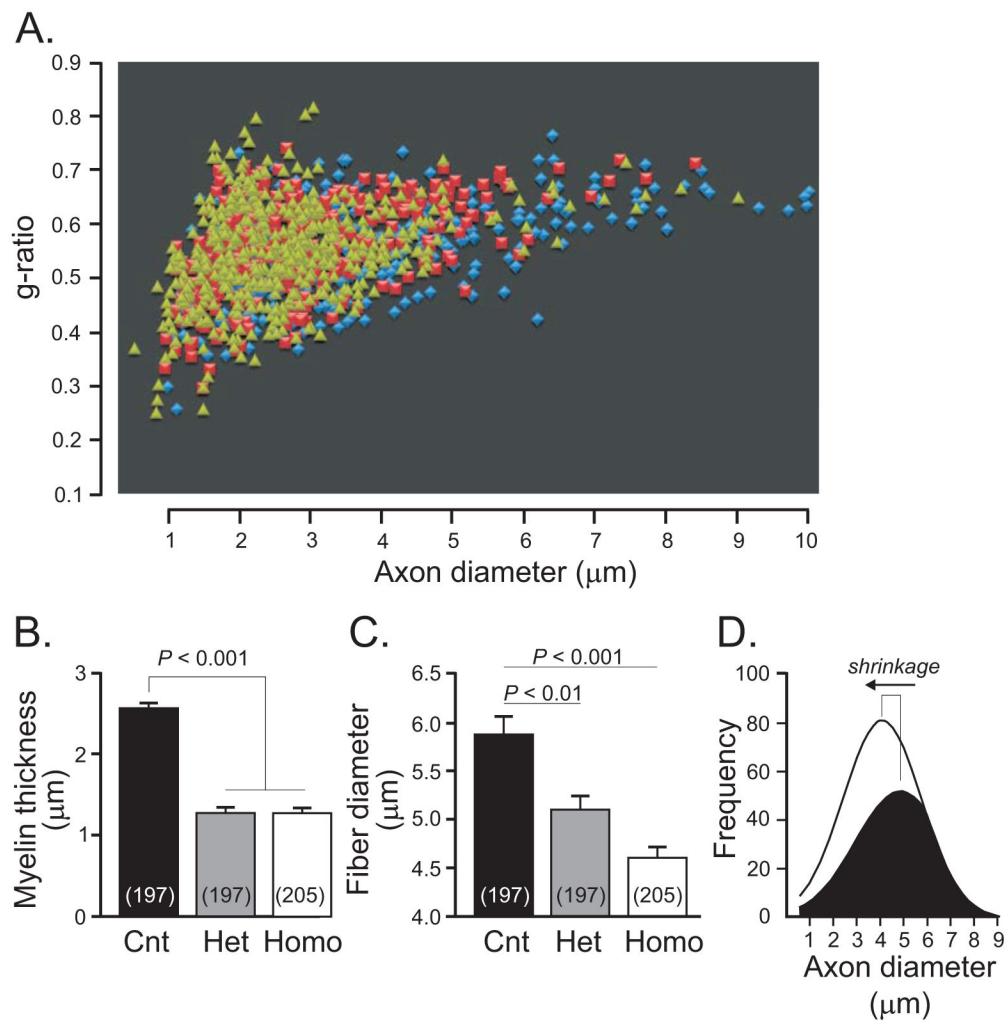 A.
0.9
0.8
0.7
0.6
0.5
0.4
0.3
0.2
0.1
g-ratio
1 2 3 4 5 6 7 8 9 10
Axon diameter (μm)
B.
P < 0.001
3
2
1
0
Myelin thickness
(μm)
(197) (197) (205)
Cnt Het Homo
C.
P < 0.001
P < 0.01
6.5
6.0
5.5
5.0
4.5
4.0
Fiber diameter
(μm)
(197) (197) (205)
Cnt Het Homo
D.
shrinkage
100
80
60
40
20
0
Frequency
1 2 3 4 5 6 7 8 9
Axon diameter
(μm)